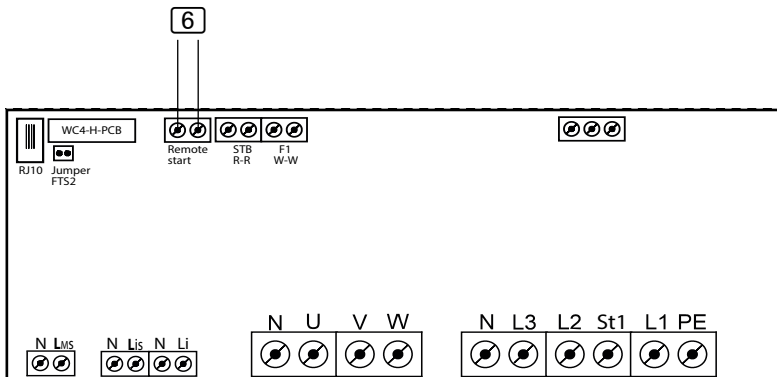 6
WC4-H-PCB
RJ10
Jumper
FTS2
Remote
start
STB
R-R
F1
W-W
N LMS
N Lis N Li
N U V W
N L3 L2 St1 L1 PE